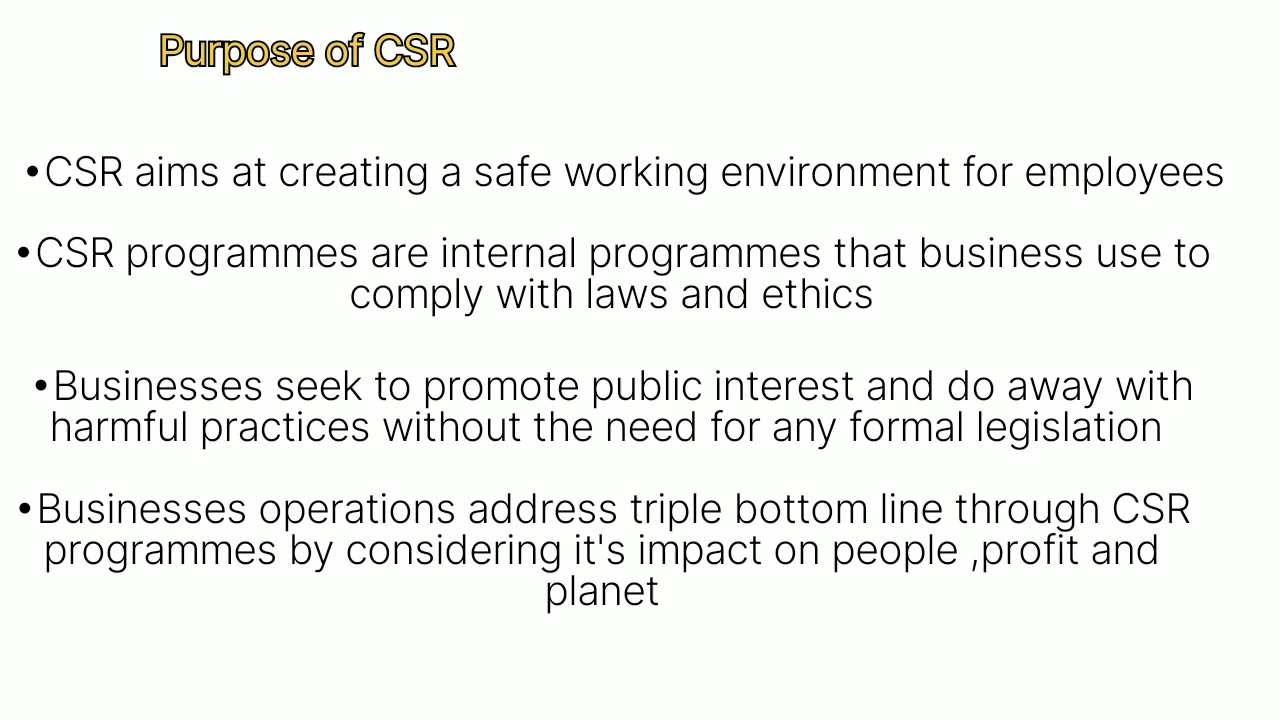 Purpose of CSR
•CSR aims at creating a safe working environment for employees
•CSR programmes are internal programmes that business use to
comply with laws and ethics
•Businesses seek to promote public interest and do away with
harmful practices without the need for any formal legislation
•Businesses operations address triple bottom line through CSR
programmes by considering it's impact on people ,profit and
planet